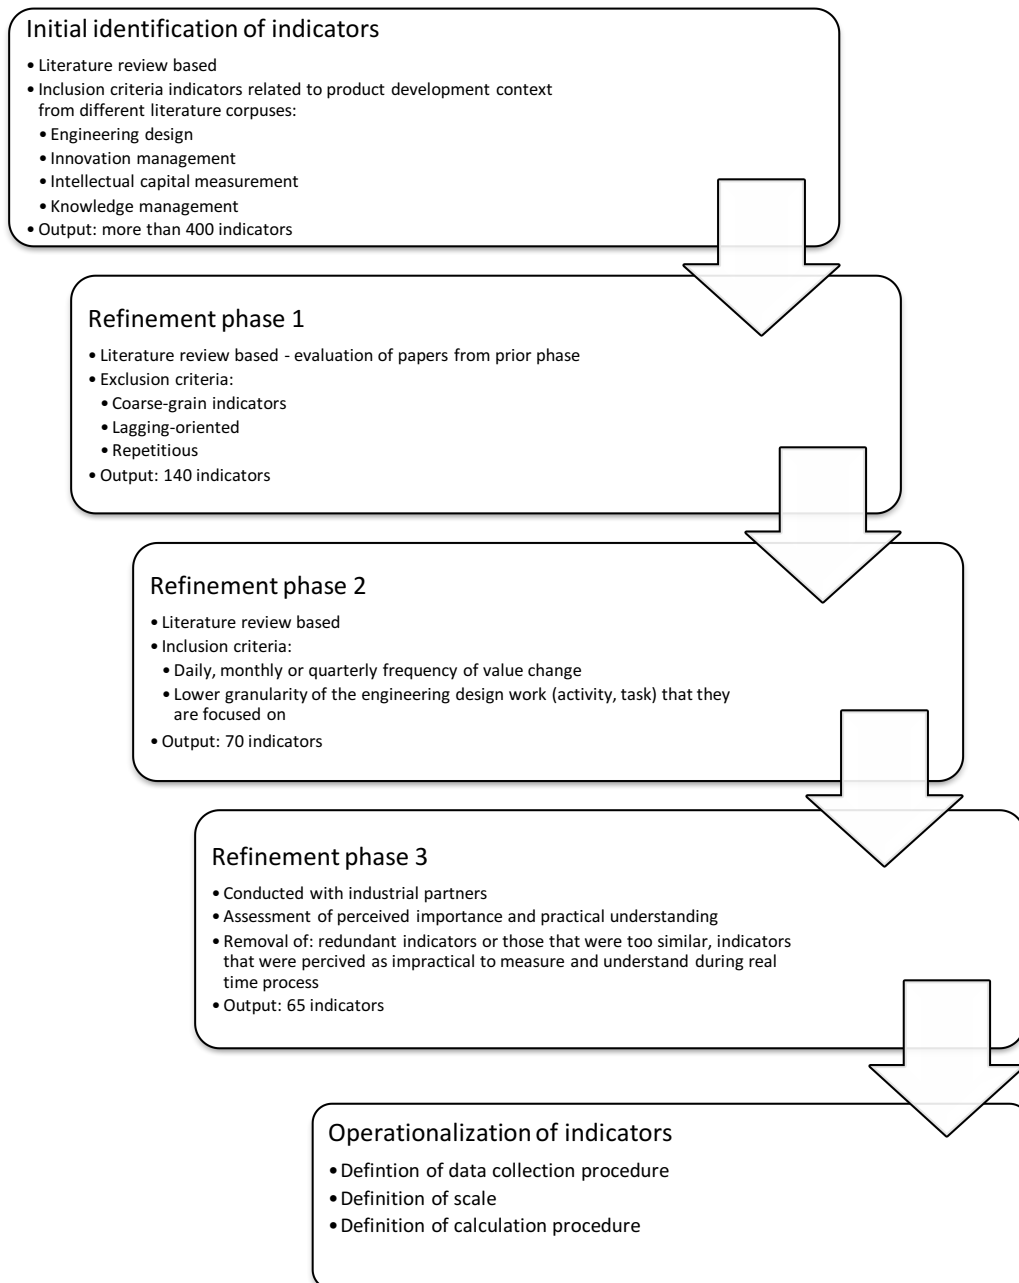 Initial identification of indicators
• Literature review based
• Inclusion criteria indicators related to product development context
from different literature corpuses:
• Engineering design
• Innovation management
• Intellectual capital measurement
• Knowledge management
• Output: more than 400 indicators
Refinement phase 1
• Literature review based - evaluation of papers from prior phase
• Exclusion criteria:
• Coarse-grain indicators
• Lagging-oriented
• Repetitious
• Output: 140 indicators
Refinement phase 2
• Literature review based
• Inclusion criteria:
• Daily, monthly or quarterly frequency of value change
• Lower granularity of the engineering design work (activity, task) that they
are focused on
• Output: 70 indicators
Refinement phase 3
• Conducted with industrial partners
• Assessment of perceived importance and practical understanding
• Removal of: redundant indicators or those that were too similar, indicators
that were percived as impractical to measure and understand during real
time process
• Output: 65 indicators
Operationalization of indicators
• Defintion of data collection procedure
• Definition of scale
• Definition of calculation procedure